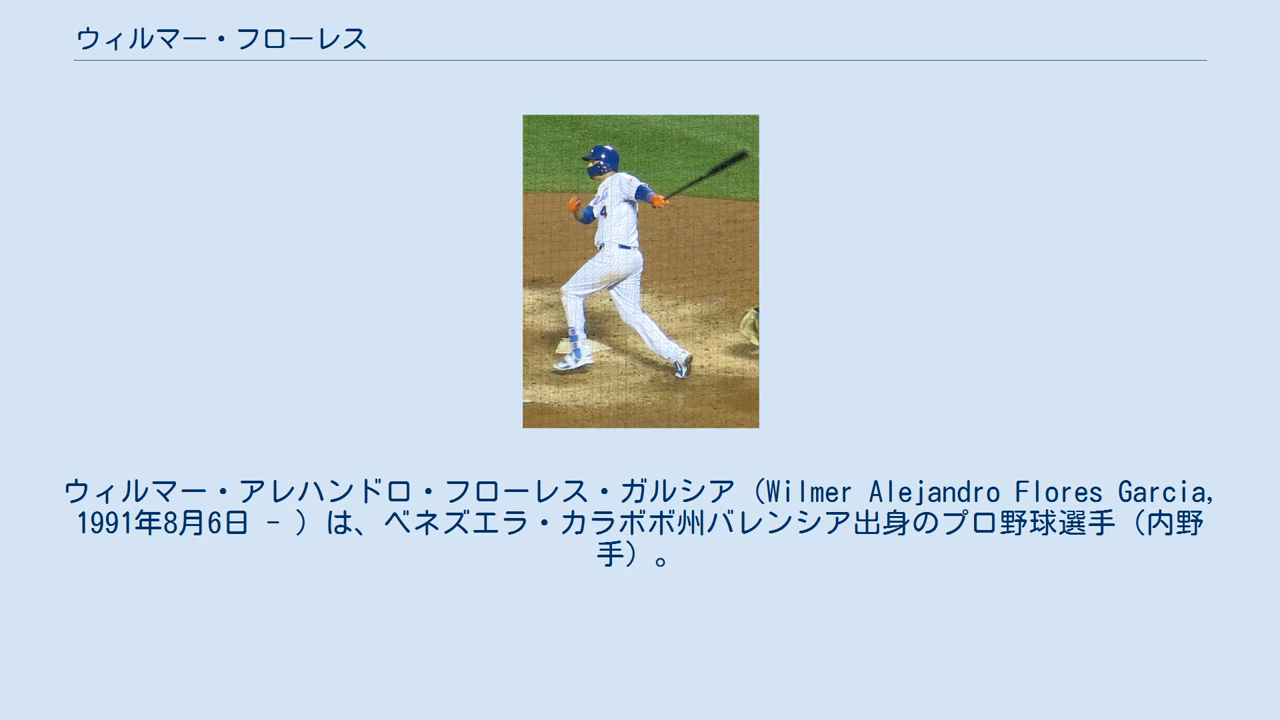 ウィルマー・フローレス
4
ウィルマー・アレハンドロ・フローレス・ガルシア（Wilmer Alejandro Flores Garcia,
1991年8月6日 - ）は、ベネズエラ・カラボボ州バレンシア出身のプロ野球選手（内野
手）。